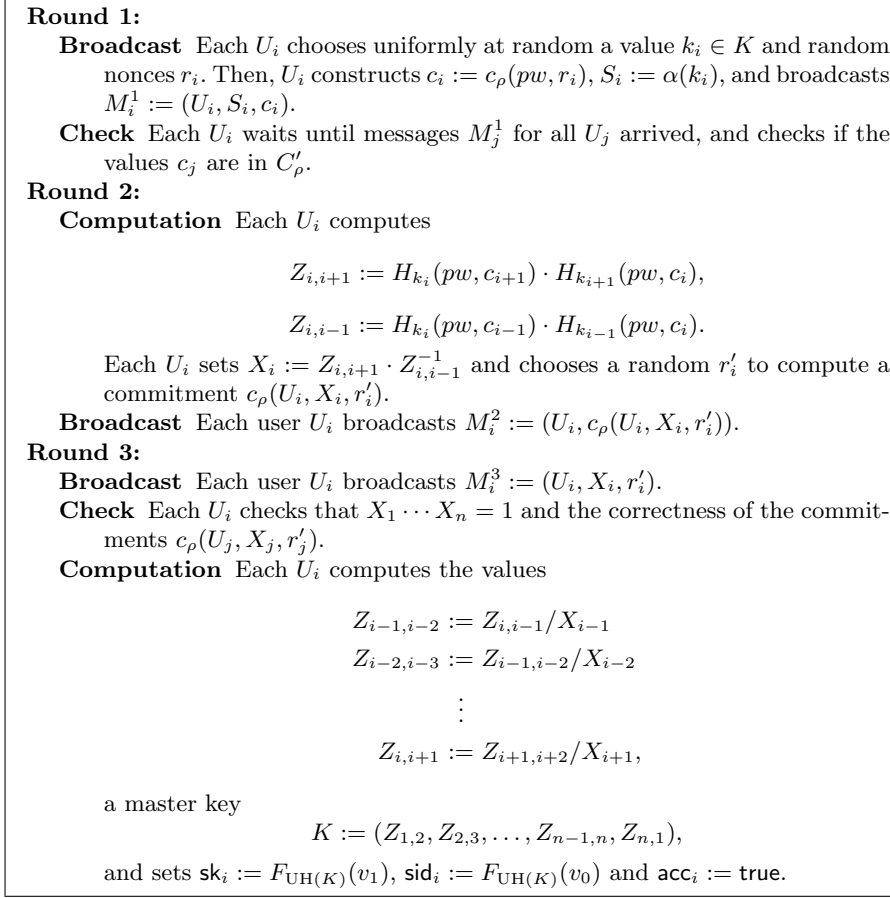 Round 1:
Broadcast Each U_i chooses uniformly at random a value k_i ∈ K and random
nonces r_i. Then, U_i constructs c_i := c_ρ(pw, r_i), S_i := α(k_i), and broadcasts
M_i^1 := (U_i, S_i, c_i).
Check Each U_i waits until messages M_j^1 for all U_j arrived, and checks if the
values c_j are in C'_ρ.
Round 2:
Computation Each U_i computes
Z_{i,i+1} := H_{k_i}(pw, c_{i+1}) · H_{k_{i+1}}(pw, c_i),
Z_{i,i−1} := H_{k_i}(pw, c_{i−1}) · H_{k_{i−1}}(pw, c_i).
Each U_i sets X_i := Z_{i,i+1} · Z_{i,i−1}^{−1} and chooses a random r'_i to compute a
commitment c_ρ(U_i, X_i, r'_i).
Broadcast Each user U_i broadcasts M_i^2 := (U_i, c_ρ(U_i, X_i, r'_i)).
Round 3:
Broadcast Each user U_i broadcasts M_i^3 := (U_i, X_i, r'_i).
Check Each U_i checks that X_1 ⋯ X_n = 1 and the correctness of the commit-
ments c_ρ(U_j, X_j, r'_j).
Computation Each U_i computes the values
Z_{i−1,i−2} := Z_{i,i−1}/X_{i−1}
Z_{i−2,i−3} := Z_{i−1,i−2}/X_{i−2}
⋮
Z_{i,i+1} := Z_{i+1,i+2}/X_{i+1},
a master key
K := (Z_{1,2}, Z_{2,3}, . . . , Z_{n−1,n}, Z_{n,1}),
and sets sk_i := F_{UH(K)}(v_1), sid_i := F_{UH(K)}(v_0) and acc_i := true.